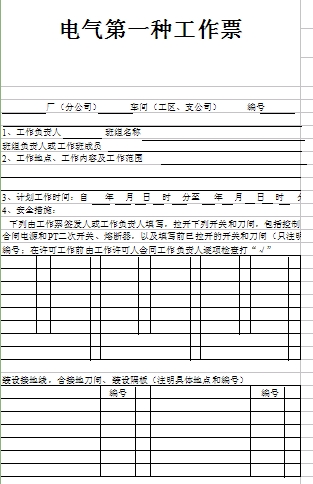 电气第一种工作票
厂（分公司） 车间（工区、支公司） 编号
1、工作负责人 班组名称
班组负责人或工作班成员
2、工作地点、工作内容及工作范围
3、计划工作时间：自 年 月 日 时 分至 年 月 日 时 分
4、安全措施：
下列由工作票签发人或工作负责人填写，拉开下列开关和刀闸，包括控制
合闸电源和PT二次开关、熔断器，以及填写前已拉开的开关和刀闸（只注明
编号；在许可工作前由工作许可人会同工作负责人逐项检查打“√”
装设接地线，含接地刀闸、装设隔板（注明具体地点和编号）
编号 编号